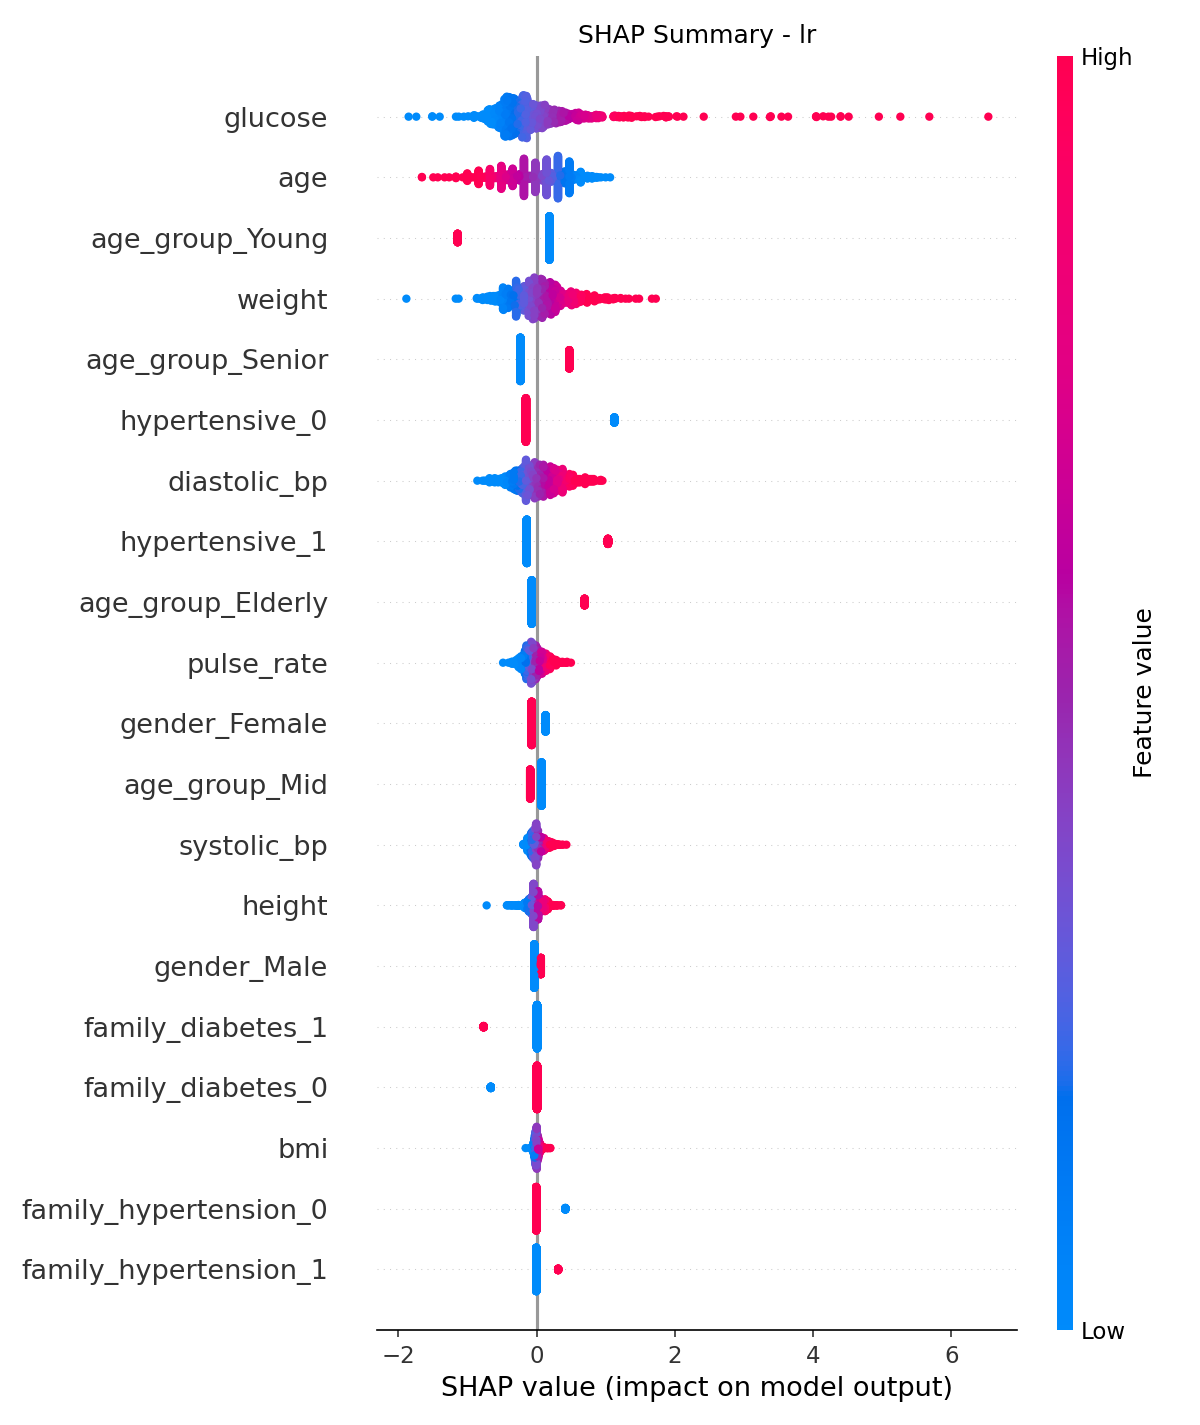 SHAP Summary - lr
High
glucose
age
age_group_Young
weight
age_group_Senior
hypertensive_0
diastolic_bp
hypertensive_1
age_group_Elderly
pulse_rate
gender_Female
age_group_Mid
systolic_bp
height
gender_Male
family_diabetes_1
family_diabetes_0
bmi
family_hypertension_0
family_hypertension_1
Feature value
Low
−2 0 2 4 6
SHAP value (impact on model output)